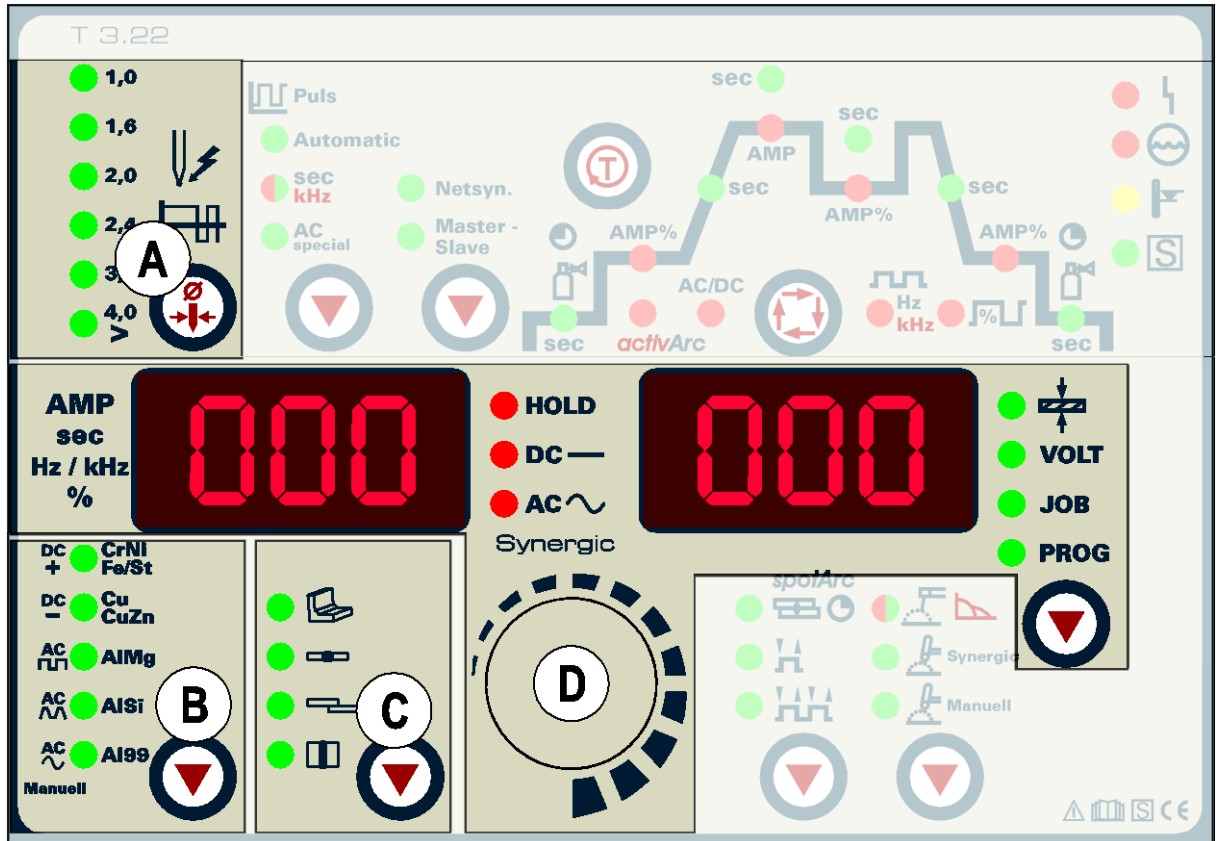 T 3.22
1,0
1,6
2,0
2,4
3,
4,0
>
A
Ø
Puls
Automatic
sec
kHz
AC
special
Netsyn.
Master -
Slave
T
sec
AMP
sec
AMP%
sec
AMP%
sec
AMP%
sec
sec
AC/DC
activArc
Hz
kHz
%
S
AMP
sec
Hz / kHz
%
000
HOLD
DC
AC
Synergic
000
VOLT
JOB
PROG
DC
+
CrNi
Fe/St
DC
–
Cu
CuZn
AC
AlMg
AC
AlSi
AC
Al99
Manuell
B
C
D
spotArc
Synergic
Manuell
S CE